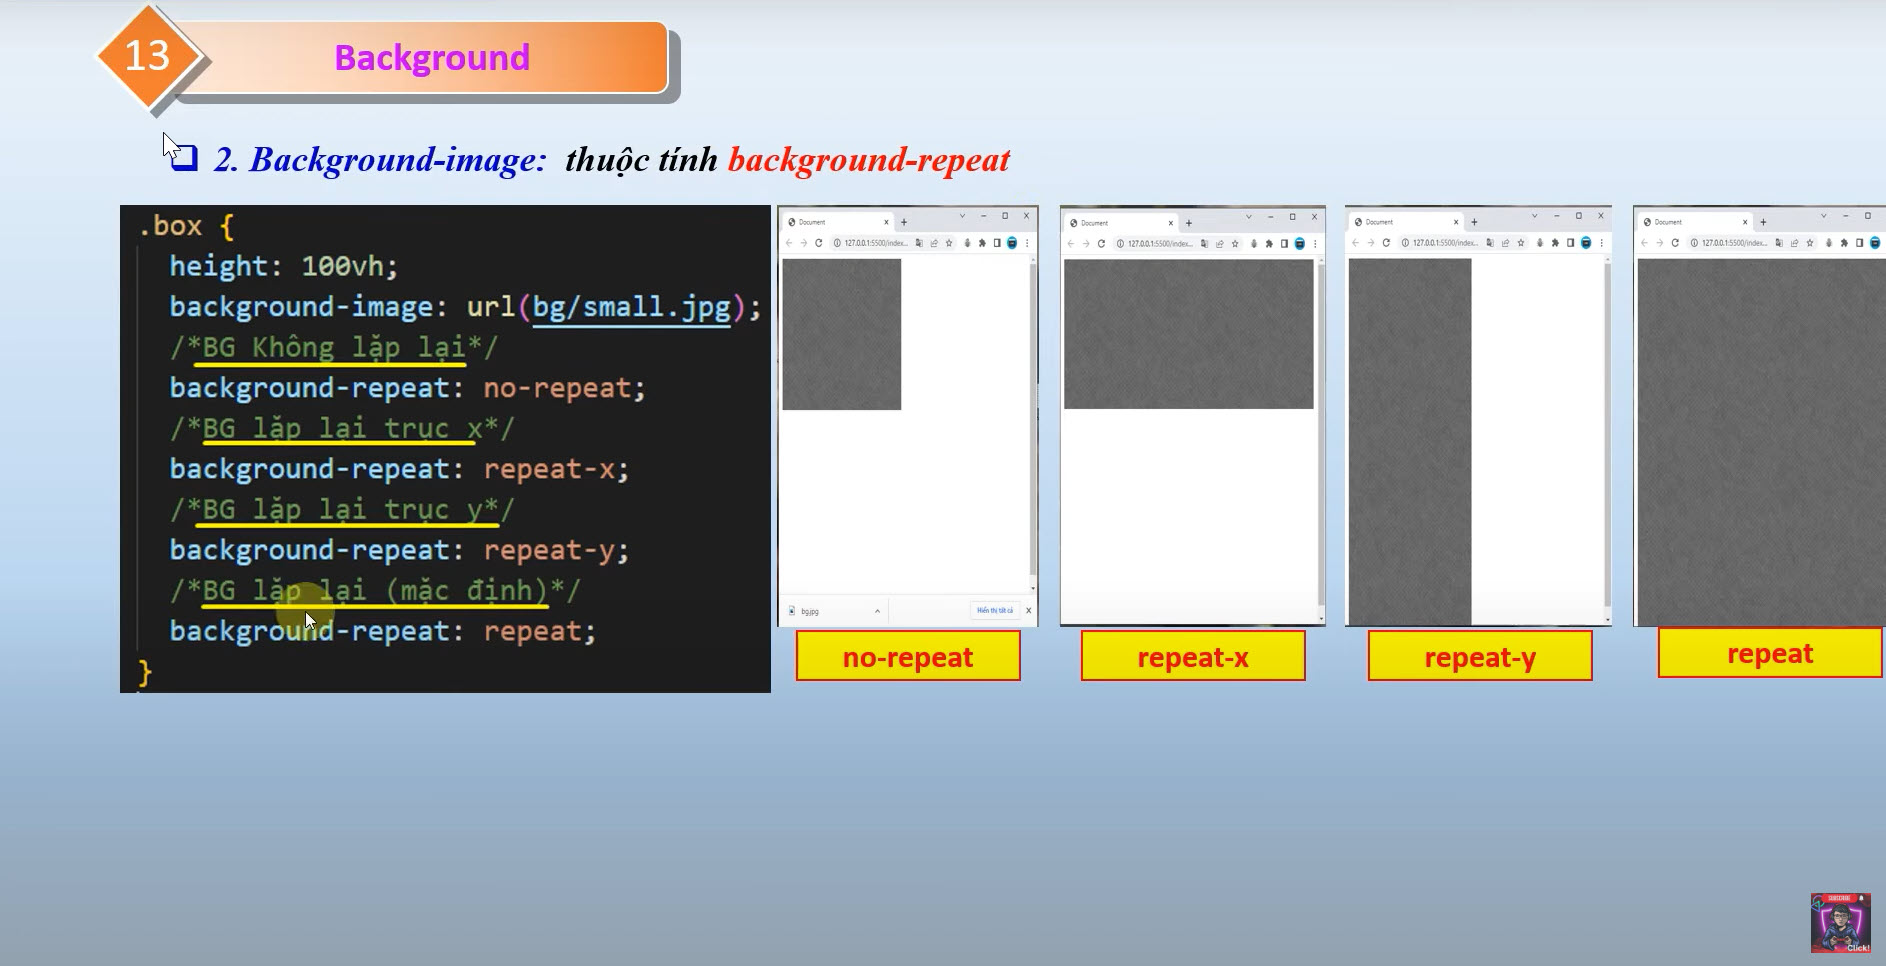 13
Background
2. Background-image: thuộc tính background-repeat
.box {
height: 100vh;
background-image: url(bg/small.jpg);
/*BG Không lặp lại*/
background-repeat: no-repeat;
/*BG lặp lại trục x*/
background-repeat: repeat-x;
/*BG lặp lại trục y*/
background-repeat: repeat-y;
/*BG lặp lại (mặc định)*/
background-repeat: repeat;
}
Document
127.0.0.1:5500/index...
bg.jpg
Hiển thị tất cả
no-repeat
Document
127.0.0.1:5500/index...
repeat-x
Document
127.0.0.1:5500/index...
repeat-y
Document
127.0.0.1:5500/index...
repeat
SUBSCRIBE
Click!